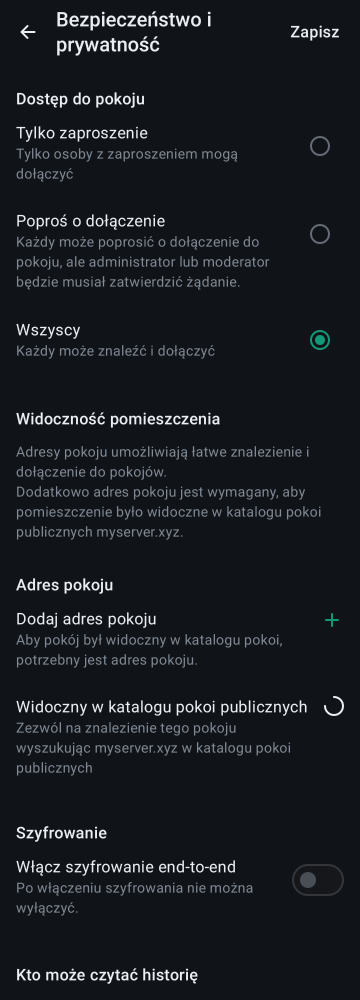 Bezpieczeństwo i
prywatność
Zapisz
Dostęp do pokoju
Tylko zaproszenie
Tylko osoby z zaproszeniem mogą
dołączyć
Poproś o dołączenie
Każdy może poprosić o dołączenie do
pokoju, ale administrator lub moderator
będzie musiał zatwierdzić żądanie.
Wszyscy
Każdy może znaleźć i dołączyć
Widoczność pomieszczenia
Adresy pokoju umożliwiają łatwe znalezienie i
dołączenie do pokojów.
Dodatkowo adres pokoju jest wymagany, aby
pomieszczenie było widoczne w katalogu pokoi
publicznych myserver.xyz.
Adres pokoju
Dodaj adres pokoju
Aby pokój był widoczny w katalogu pokoi,
potrzebny jest adres pokoju.
Widoczny w katalogu pokoi publicznych
Zezwól na znalezienie tego pokoju
wyszukując myserver.xyz w katalogu pokoi
publicznych
Szyfrowanie
Włącz szyfrowanie end-to-end
Po włączeniu szyfrowania nie można
wyłączyć.
Kto może czytać historię